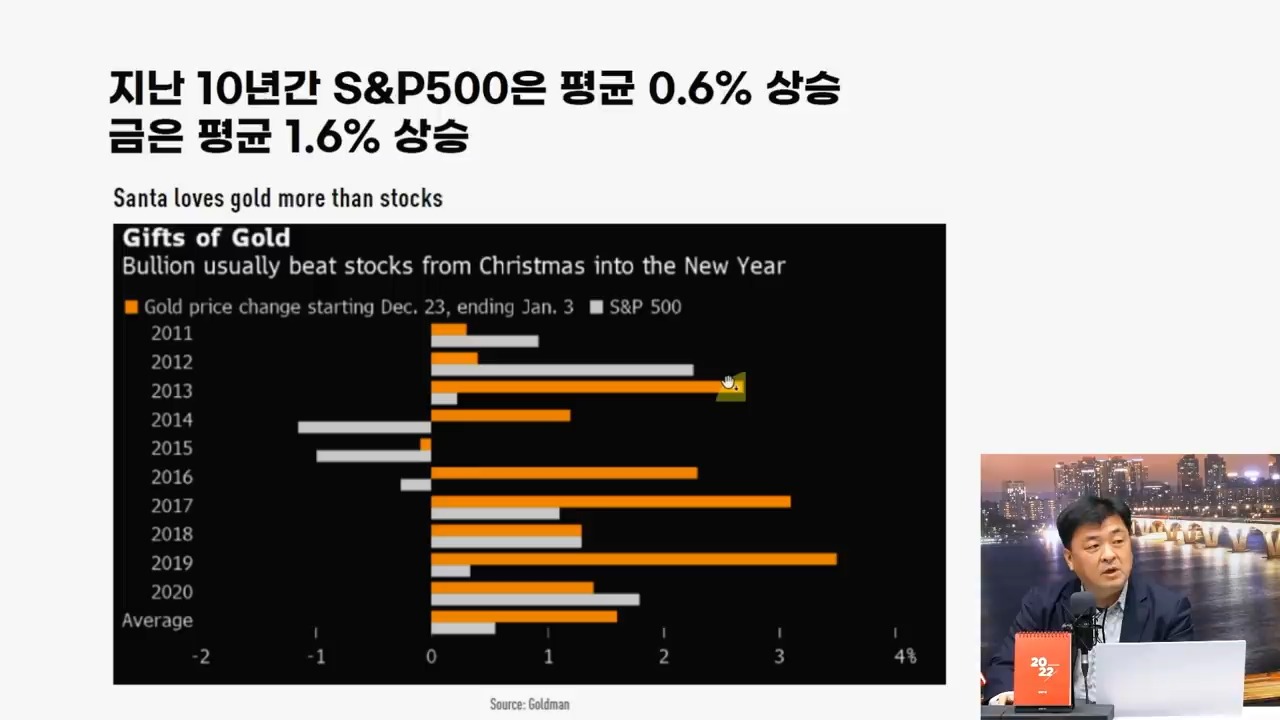 지난 10년간 S&P500은 평균 0.6% 상승
금은 평균 1.6% 상승
Santa loves gold more than stocks
Gifts of Gold
Bullion usually beat stocks from Christmas into the New Year
Gold price change starting Dec. 23, ending Jan. 3 S&P 500
2011
2012
2013
2014
2015
2016
2017
2018
2019
2020
Average
-2 -1 0 1 2 3 4%
Source: Goldman
20
22